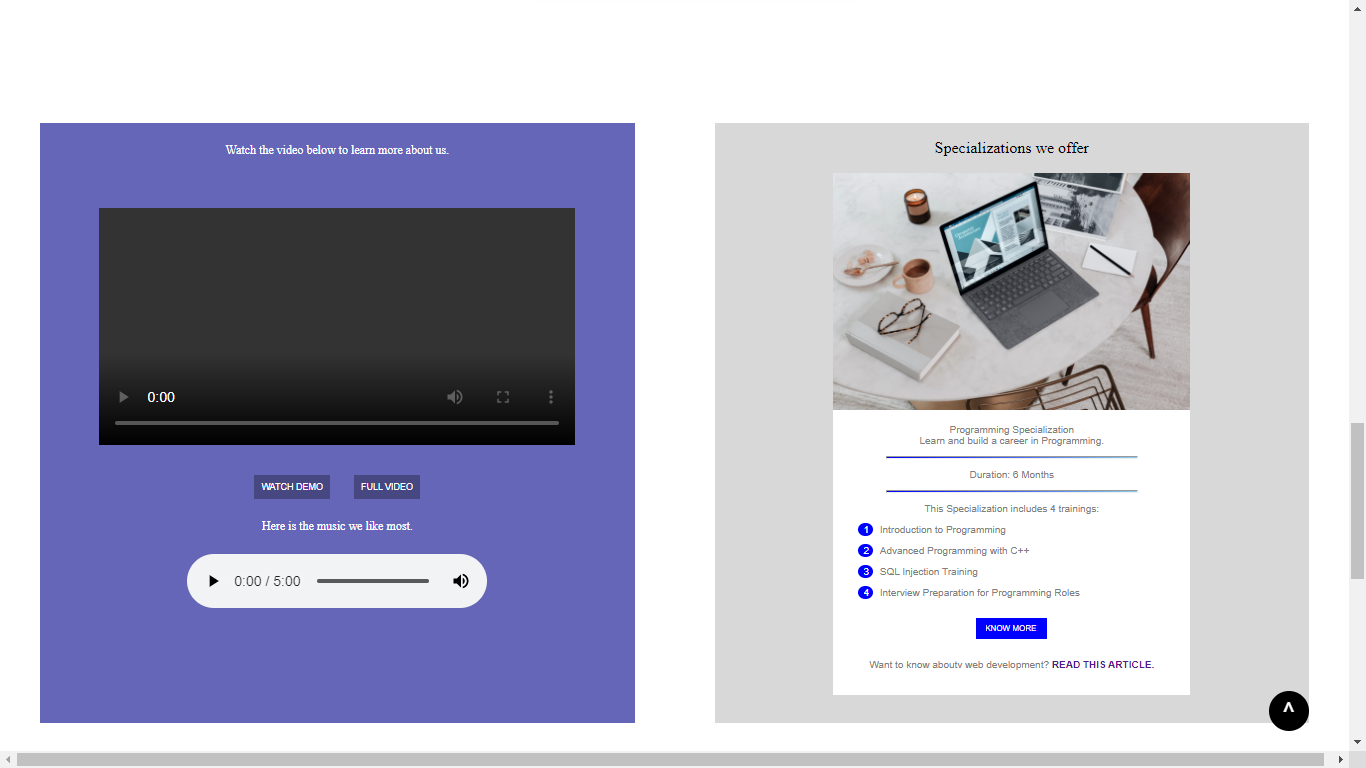 Watch the video below to learn more about us.
0:00
WATCH DEMO
FULL VIDEO
Here is the music we like most.
0:00 / 5:00
Specializations we offer
Programming Specialization
Learn and build a career in Programming.
Duration: 6 Months
This Specialization includes 4 trainings:
1 Introduction to Programming
2 Advanced Programming with C++
3 SQL Injection Training
4 Interview Preparation for Programming Roles
KNOW MORE
Want to know aboutv web development? READ THIS ARTICLE.
^